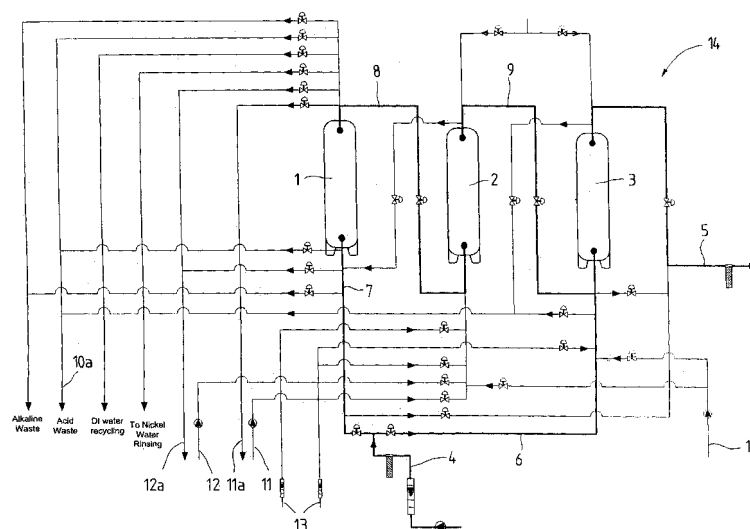 14
8
9
1
2
3
5
7
10a
Alkaline
Waste
Acid
Waste
DI water
recycling
To Nickel
Water
Rinsing
12a
12
11a
11
13
4
6
1